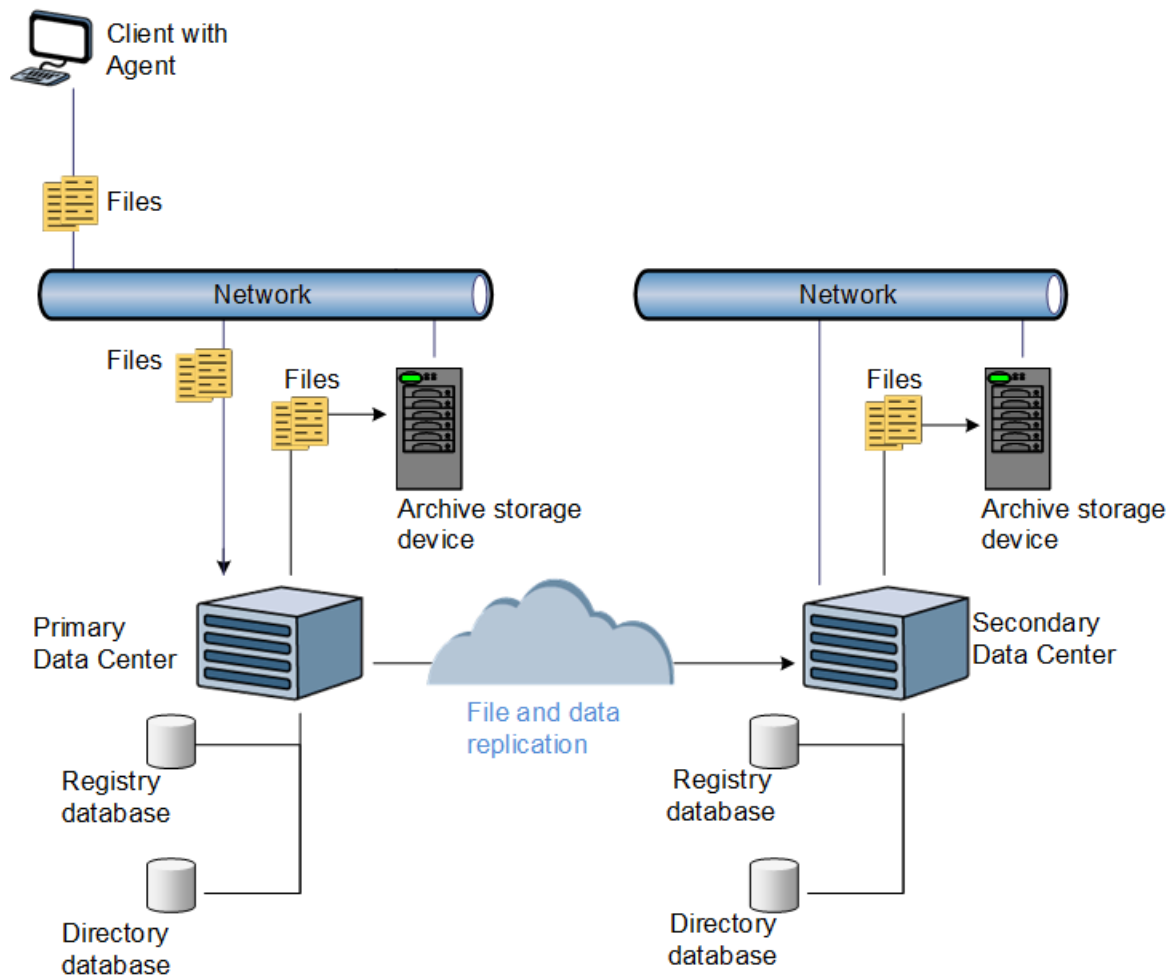 Client with
Agent
Files
Network
Network
Files
Files
Files
Archive storage
device
Archive storage
device
Primary
Data Center
Secondary
Data Center
File and data
replication
Registry
database
Registry
database
Directory
database
Directory
database